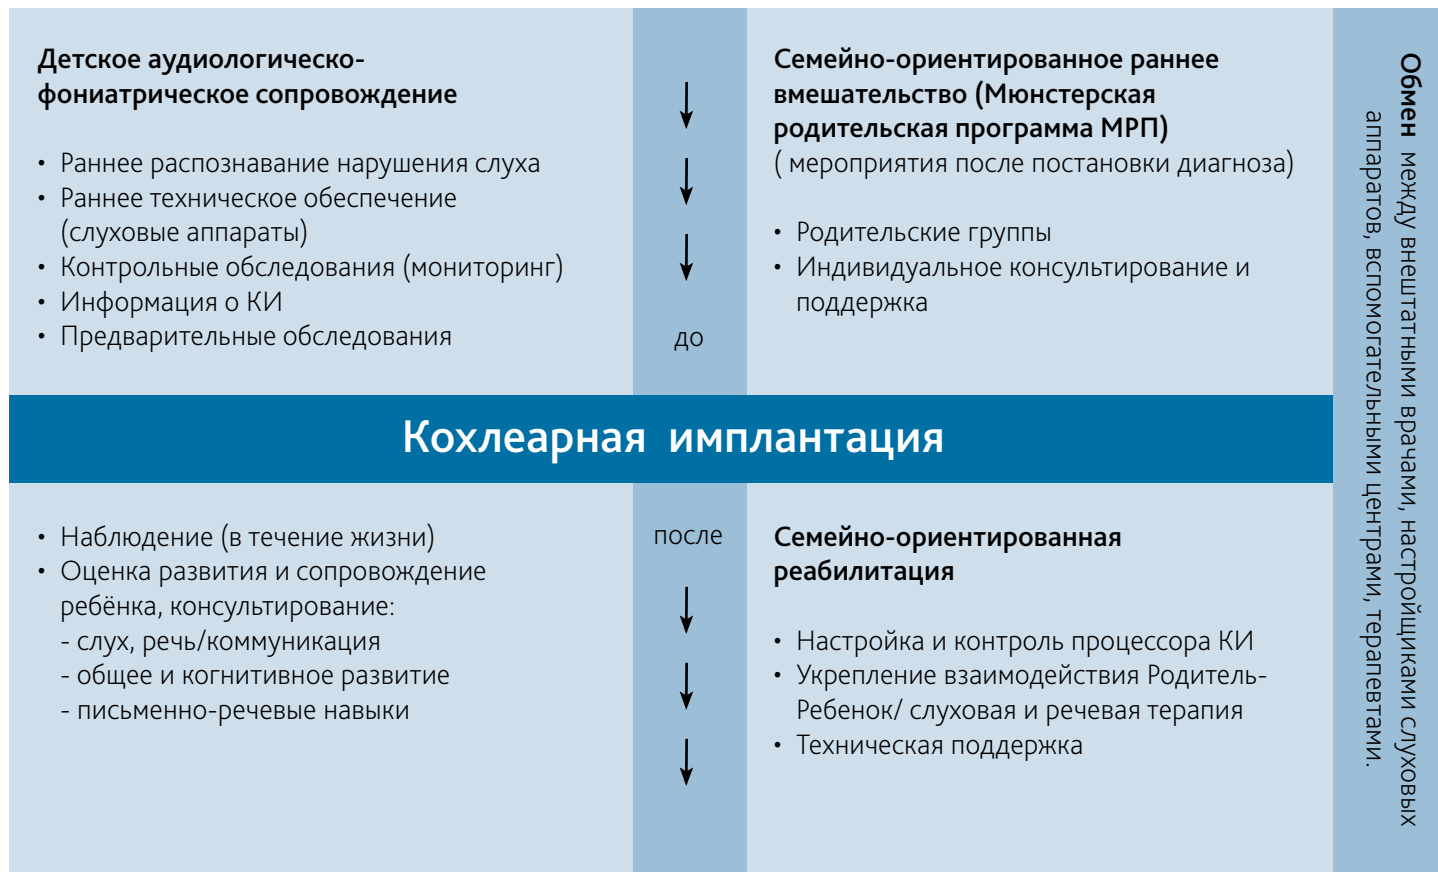 Детское аудиологическо-
фониатрическое сопровождение
• Раннее распознавание нарушения слуха
• Раннее техническое обеспечение
(слуховые аппараты)
• Контрольные обследования (мониторинг)
• Информация о КИ
• Предварительные обследования
до
Семейно-ориентированное раннее
вмешательство (Мюнстерская
родительская программа МРП)
( мероприятия после постановки диагноза)
• Родительские группы
• Индивидуальное консультирование и
поддержка
Кохлеарная имплантация
• Наблюдение (в течение жизни)
• Оценка развития и сопровождение
ребёнка, консультирование:
- слух, речь/коммуникация
- общее и когнитивное развитие
- письменно-речевые навыки
после
Семейно-ориентированная
реабилитация
• Настройка и контроль процессора КИ
• Укрепление взаимодействия Родитель-
Ребенок/ слуховая и речевая терапия
• Техническая поддержка
Обмен между внештатными врачами, настройщиками слуховых
аппаратов, вспомогательными центрами, терапевтами.